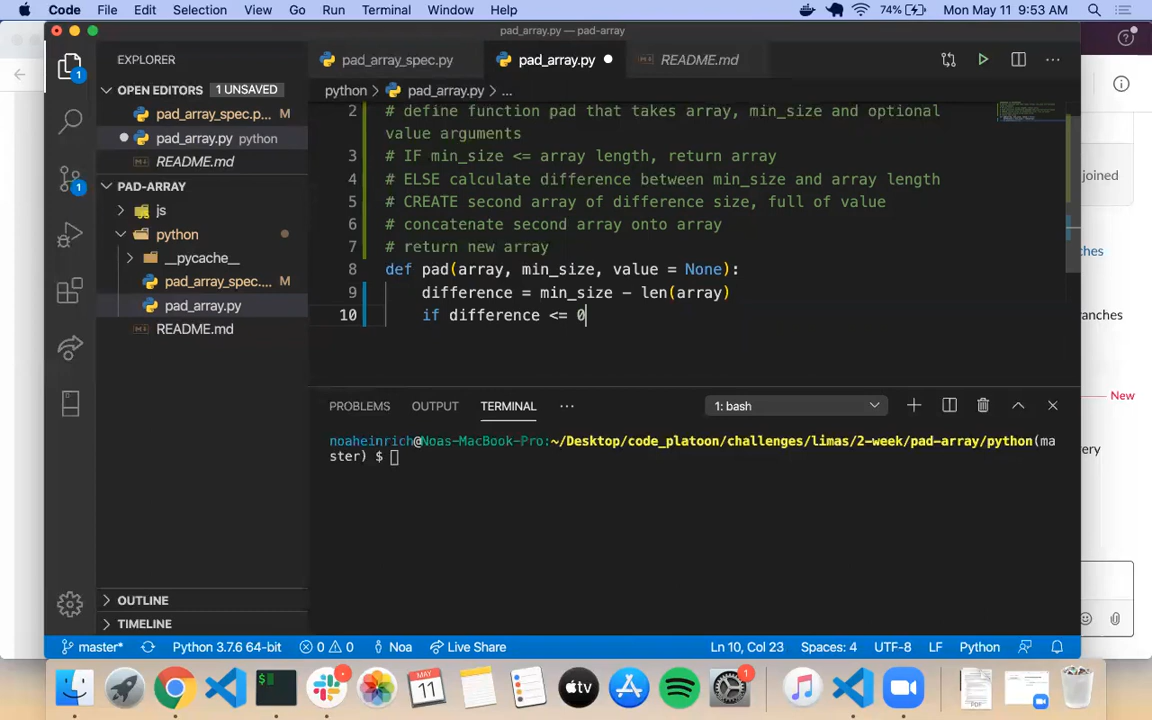 Code File Edit Selection View Go Run Terminal Window Help 74% Mon May 11 9:53 AM
pad_array.py — pad-array
EXPLORER
pad_array_spec.py pad_array.py README.md
OPEN EDITORS 1 UNSAVED
python > pad_array.py > ...
pad_array_spec.p... M
pad_array.py python
README.md
PAD-ARRAY
js
python
__pycache__
pad_array_spec.... M
pad_array.py
README.md
OUTLINE
TIMELINE
1
1
2 # define function pad that takes array, min_size and optional
value arguments
3 # IF min_size <= array length, return array
4 # ELSE calculate difference between min_size and array length
5 # CREATE second array of difference size, full of value
6 # concatenate second array onto array
7 # return new array
8 def pad(array, min_size, value = None):
9 difference = min_size - len(array)
10 if difference <= 0
PROBLEMS OUTPUT TERMINAL ... 1: bash
noaheinrich@Noas-MacBook-Pro:~/Desktop/code_platoon/challenges/limas/2-week/pad-array/python(ma
ster) $
joined
ches
ranches
New
very
master* Python 3.7.6 64-bit 0 0 Noa Live Share Ln 10, Col 23 Spaces: 4 UTF-8 LF Python
MAY
11
tv
1
PDF